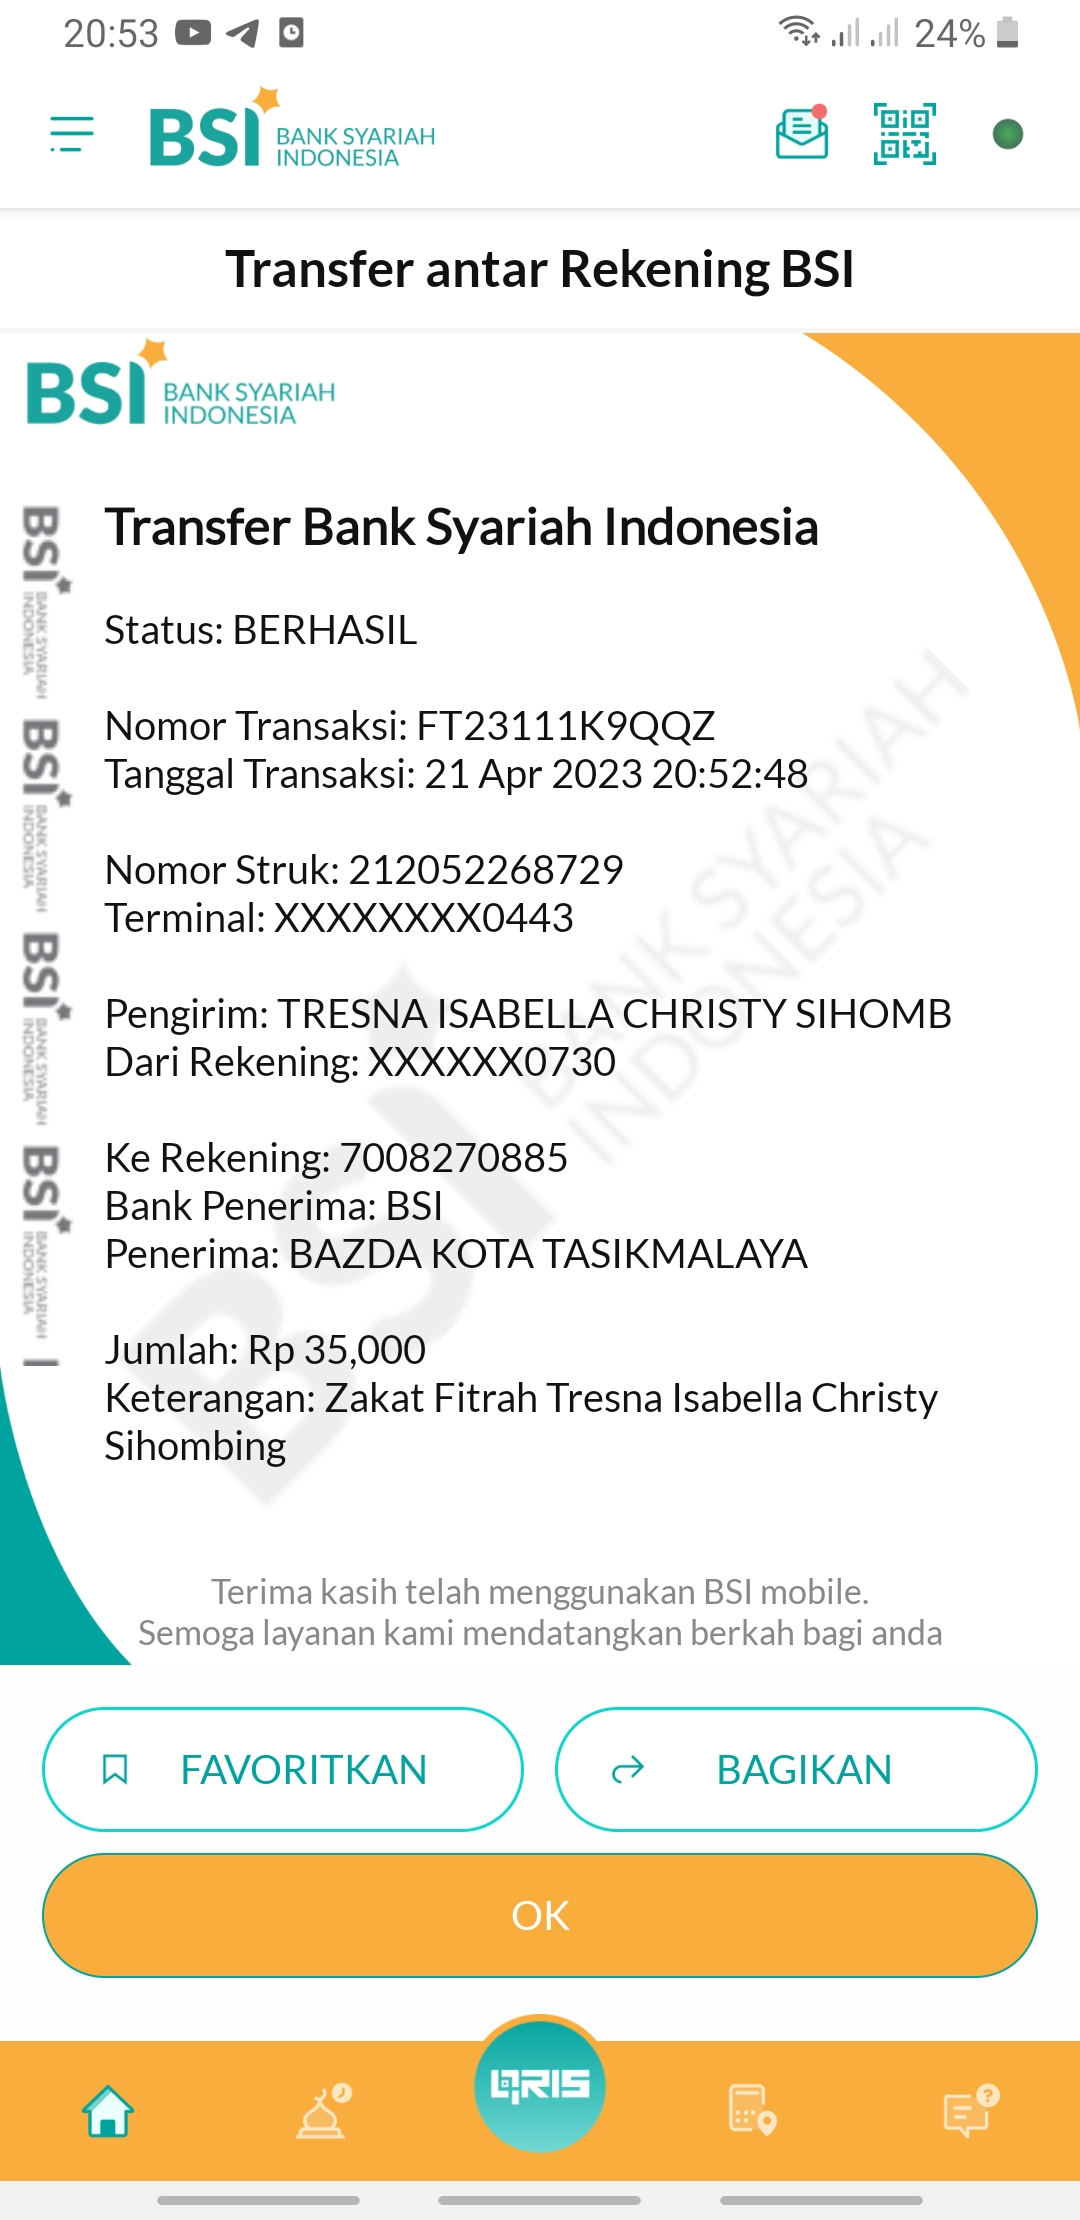 20:53
24%
BSI BANK SYARIAH
INDONESIA
Transfer antar Rekening BSI
BSI BANK SYARIAH
INDONESIA
Transfer Bank Syariah Indonesia
Status: BERHASIL
Nomor Transaksi: FT23111K9QQZ
Tanggal Transaksi: 21 Apr 2023 20:52:48
Nomor Struk: 212052268729
Terminal: XXXXXXXX0443
Pengirim: TRESNA ISABELLA CHRISTY SIHOMB
Dari Rekening: XXXXXX0730
Ke Rekening: 7008270885
Bank Penerima: BSI
Penerima: BAZDA KOTA TASIKMALAYA
Jumlah: Rp 35,000
Keterangan: Zakat Fitrah Tresna Isabella Christy
Sihombing
BSI BANK SYARIAH
INDONESIA
BSI BANK SYARIAH
INDONESIA
BSI BANK SYARIAH
INDONESIA
BSI BANK SYARIAH
INDONESIA
BSI BANK SYARIAH
INDONESIA
Terima kasih telah menggunakan BSI mobile.
Semoga layanan kami mendatangkan berkah bagi anda
FAVORITKAN
BAGIKAN
OK
QRIS